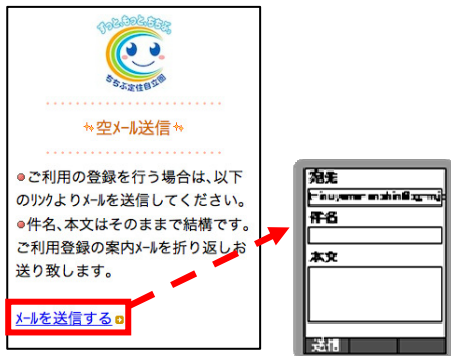 ずっと、もっと、ちちぶ。
ちちぶ定住自立圏
空メール送信
●ご利用の登録を行う場合は、以下
のリンクよりメールを送信してください。
●件名、本文はそのままで結構です。
ご利用登録の案内メールを折り返しお
送り致します。
メールを送信する
宛先
件名
本文
送信